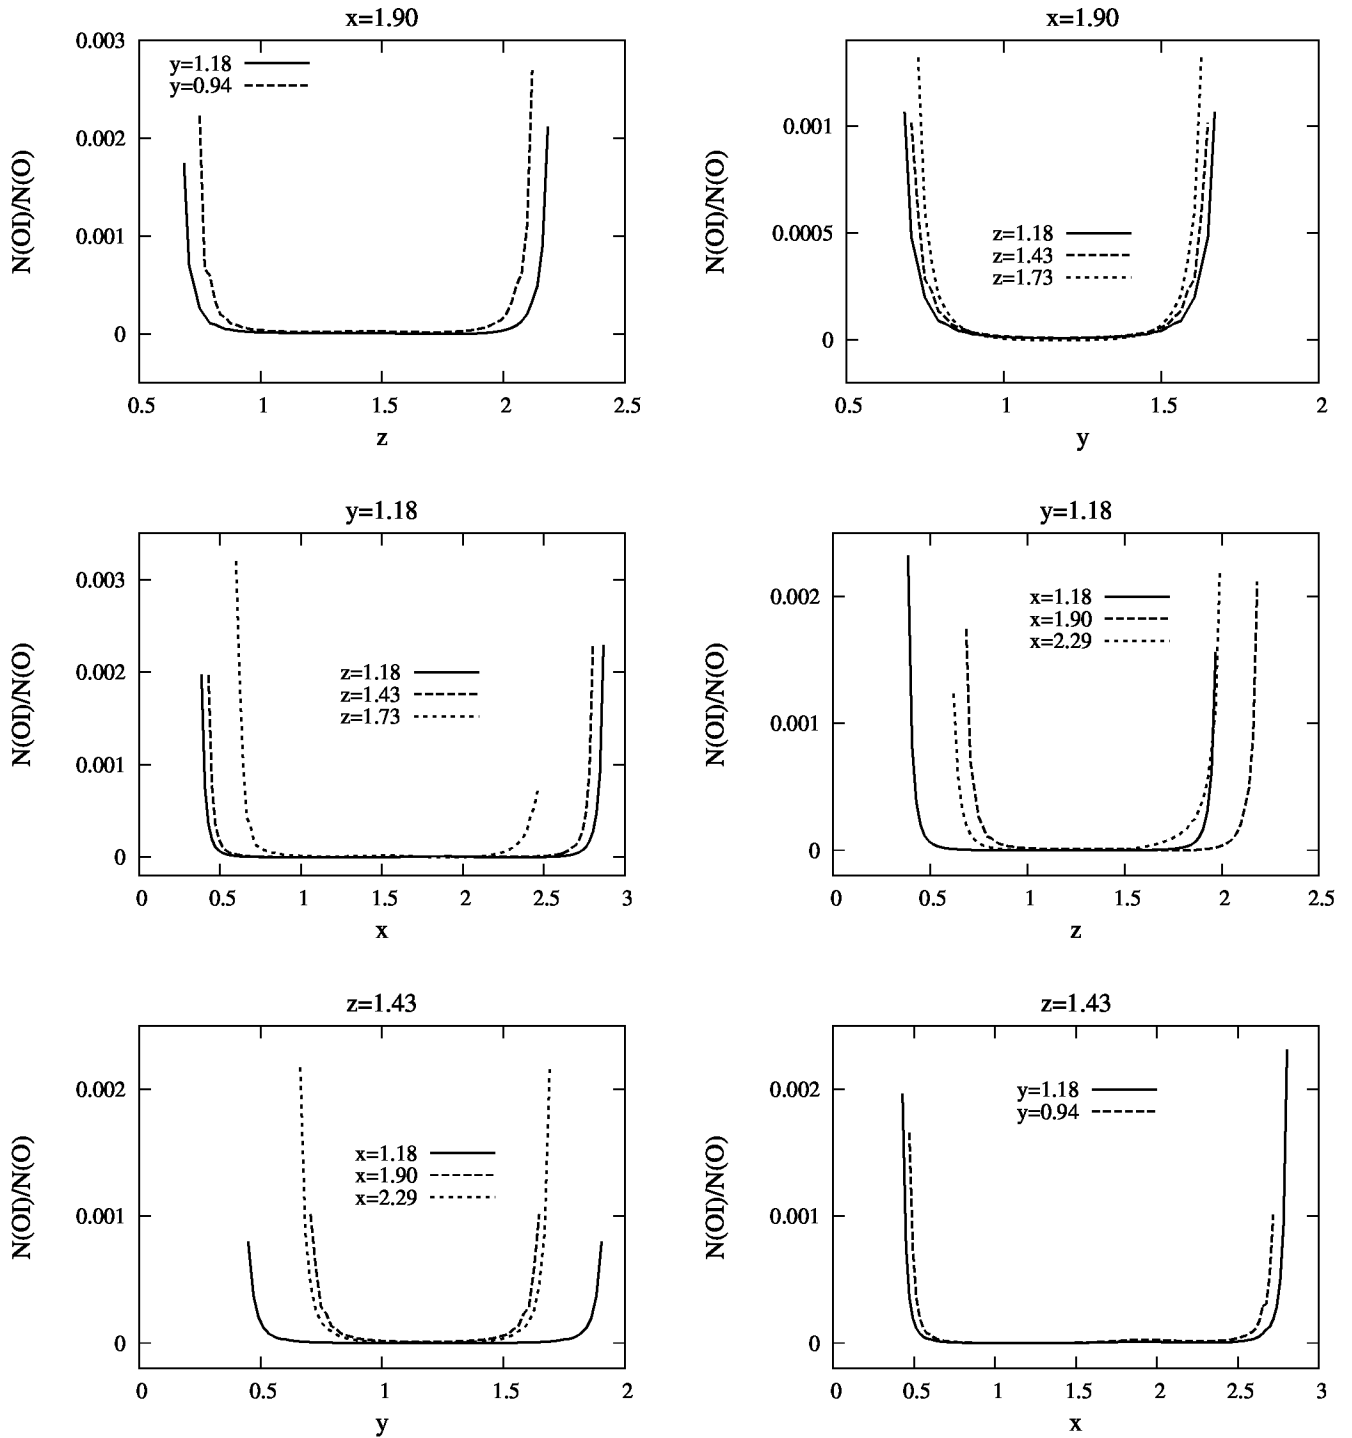 x=1.90
0.003
0.002
0.001
0
N(OI)/N(O)
y=1.18
y=0.94
0.5 1 1.5 2 2.5
z
x=1.90
0.001
0.0005
0
N(OI)/N(O)
z=1.18
z=1.43
z=1.73
0.5 1 1.5 2
y
y=1.18
0.003
0.002
0.001
0
N(OI)/N(O)
z=1.18
z=1.43
z=1.73
0 0.5 1 1.5 2 2.5 3
x
y=1.18
0.002
0.001
0
N(OI)/N(O)
x=1.18
x=1.90
x=2.29
0 0.5 1 1.5 2 2.5
z
z=1.43
0.002
0.001
0
N(OI)/N(O)
x=1.18
x=1.90
x=2.29
0 0.5 1 1.5 2
y
z=1.43
0.002
0.001
0
N(OI)/N(O)
y=1.18
y=0.94
0 0.5 1 1.5 2 2.5 3
x